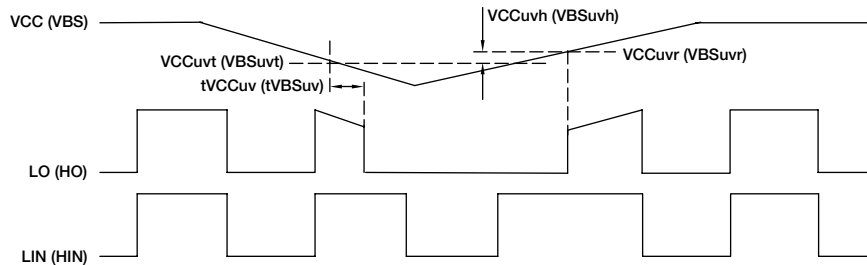 VCC (VBS)
VCCuvh (VBSuvh)
VCCuvt (VBSuvt)
VCCuvr (VBSuvr)
tVCCuv (tVBSuv)
LO (HO)
LIN (HIN)